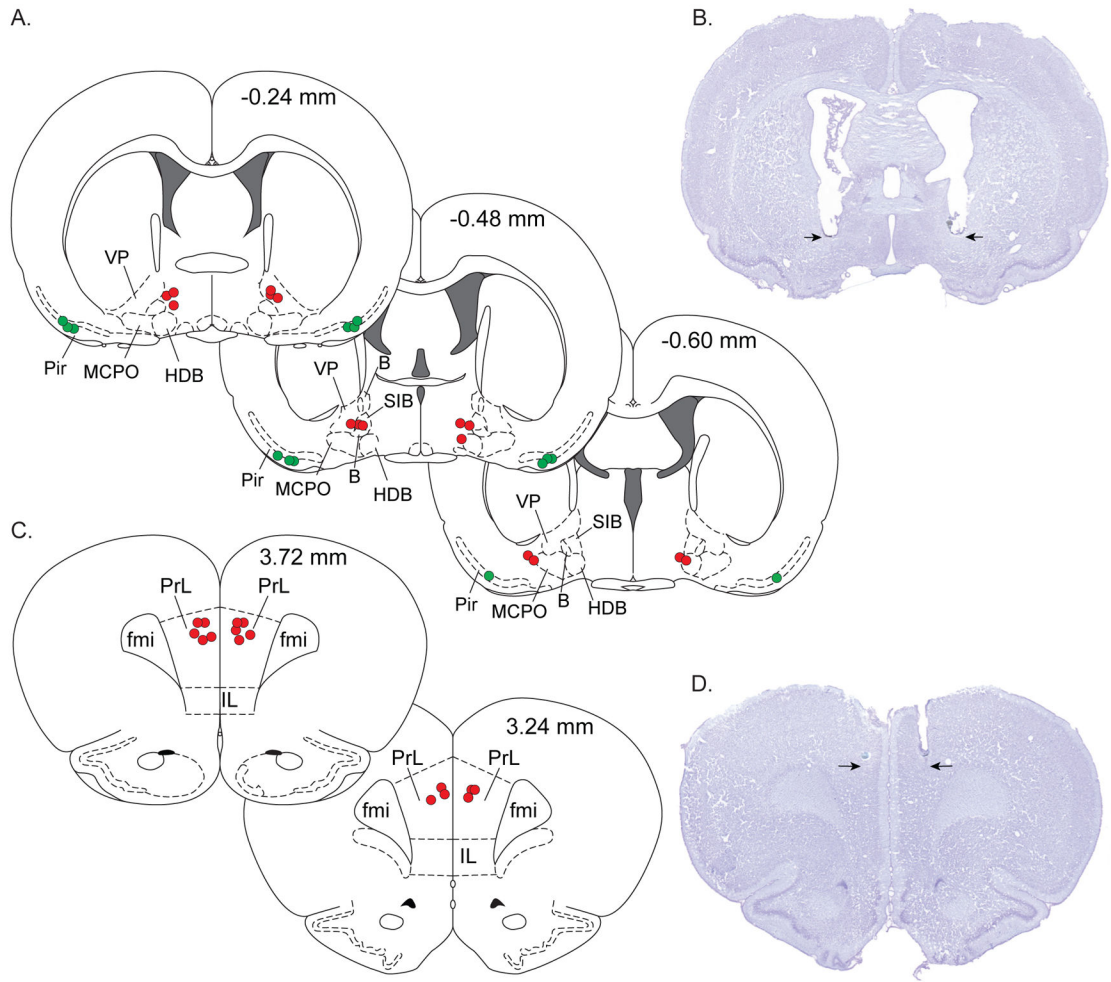 A.
B.
-0.24 mm
VP
Pir
MCPO
HDB
-0.48 mm
B
VP
SIB
Pir
MCPO
B
HDB
-0.60 mm
VP
SIB
Pir
MCPO
B
HDB
C.
3.72 mm
PrL
PrL
fmi
fmi
IL
3.24 mm
PrL
PrL
fmi
fmi
IL
D.